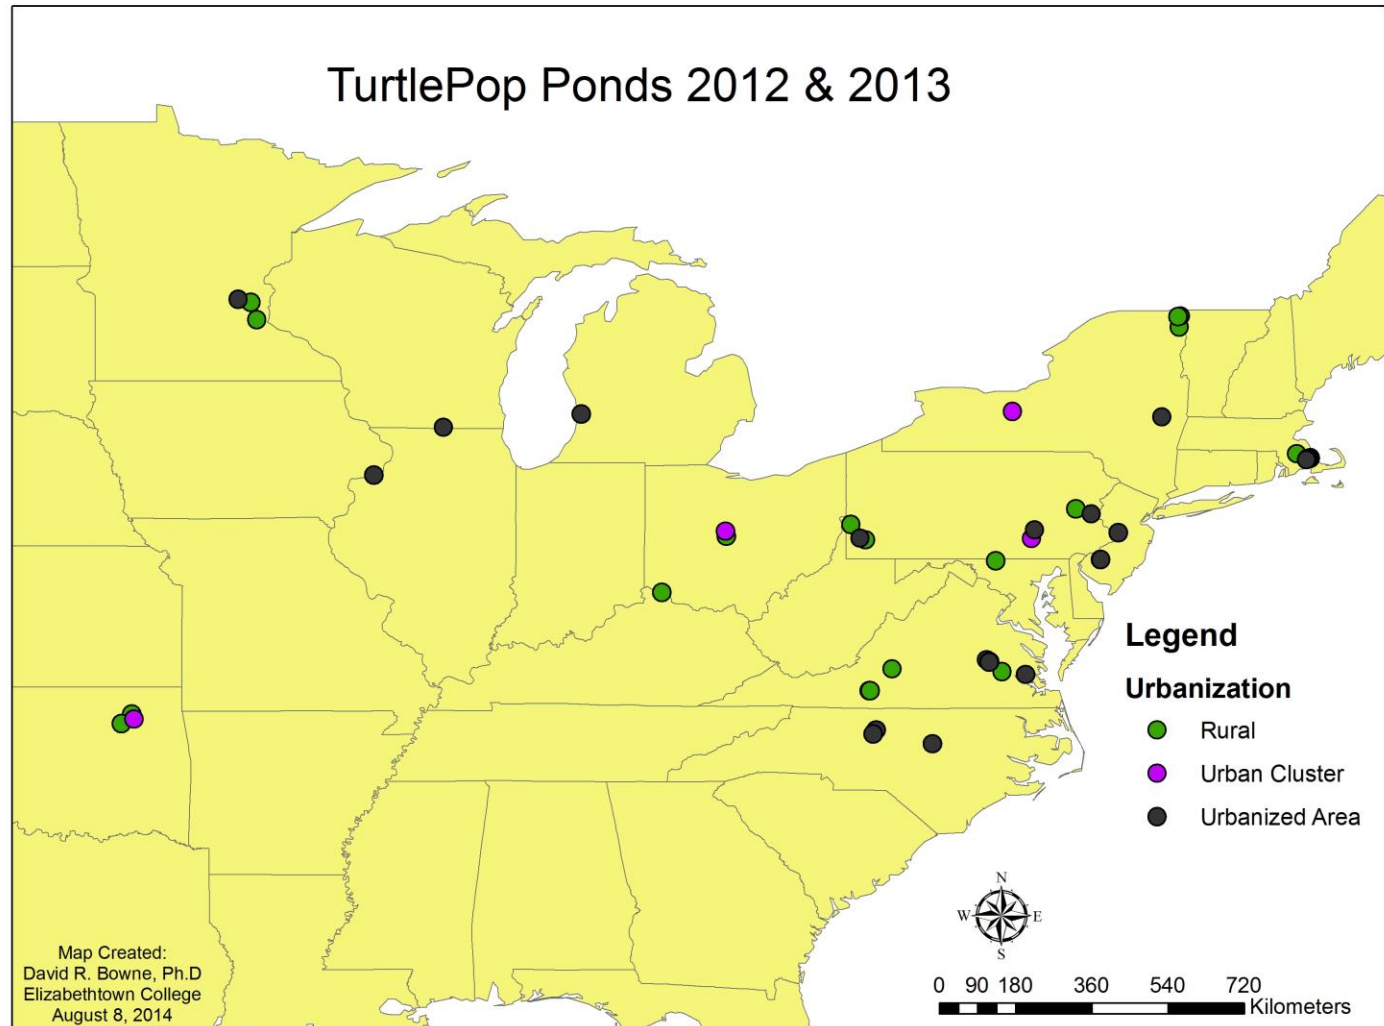 TurtlePop Ponds 2012 & 2013
Legend
Urbanization
Rural
Urban Cluster
Urbanized Area
N
W E
S
0 90 180 360 540 720
Kilometers
Map Created:
David R. Bowne, Ph.D
Elizabethtown College
August 8, 2014